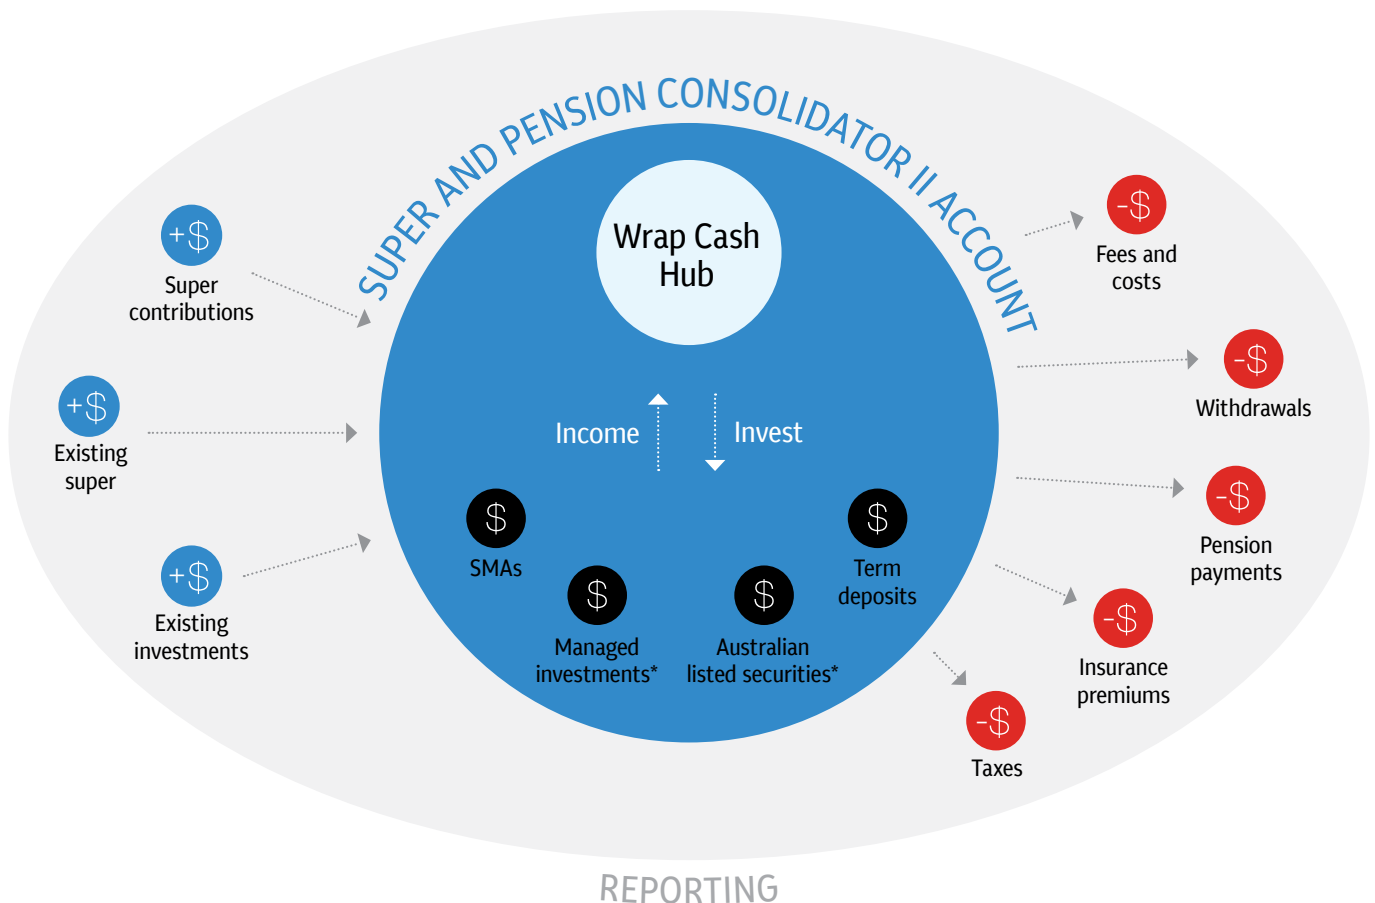 SUPER AND PENSION CONSOLIDATOR II ACCOUNT
Wrap Cash
Hub
+$
Super
contributions
+$
Existing
super
+$
Existing
investments
Income
Invest
$
SMAs
$
Managed
investments*
$
Australian
listed securities*
$
Term
deposits
-$
Fees and
costs
-$
Withdrawals
-$
Pension
payments
-$
Insurance
premiums
-$
Taxes
REPORTING